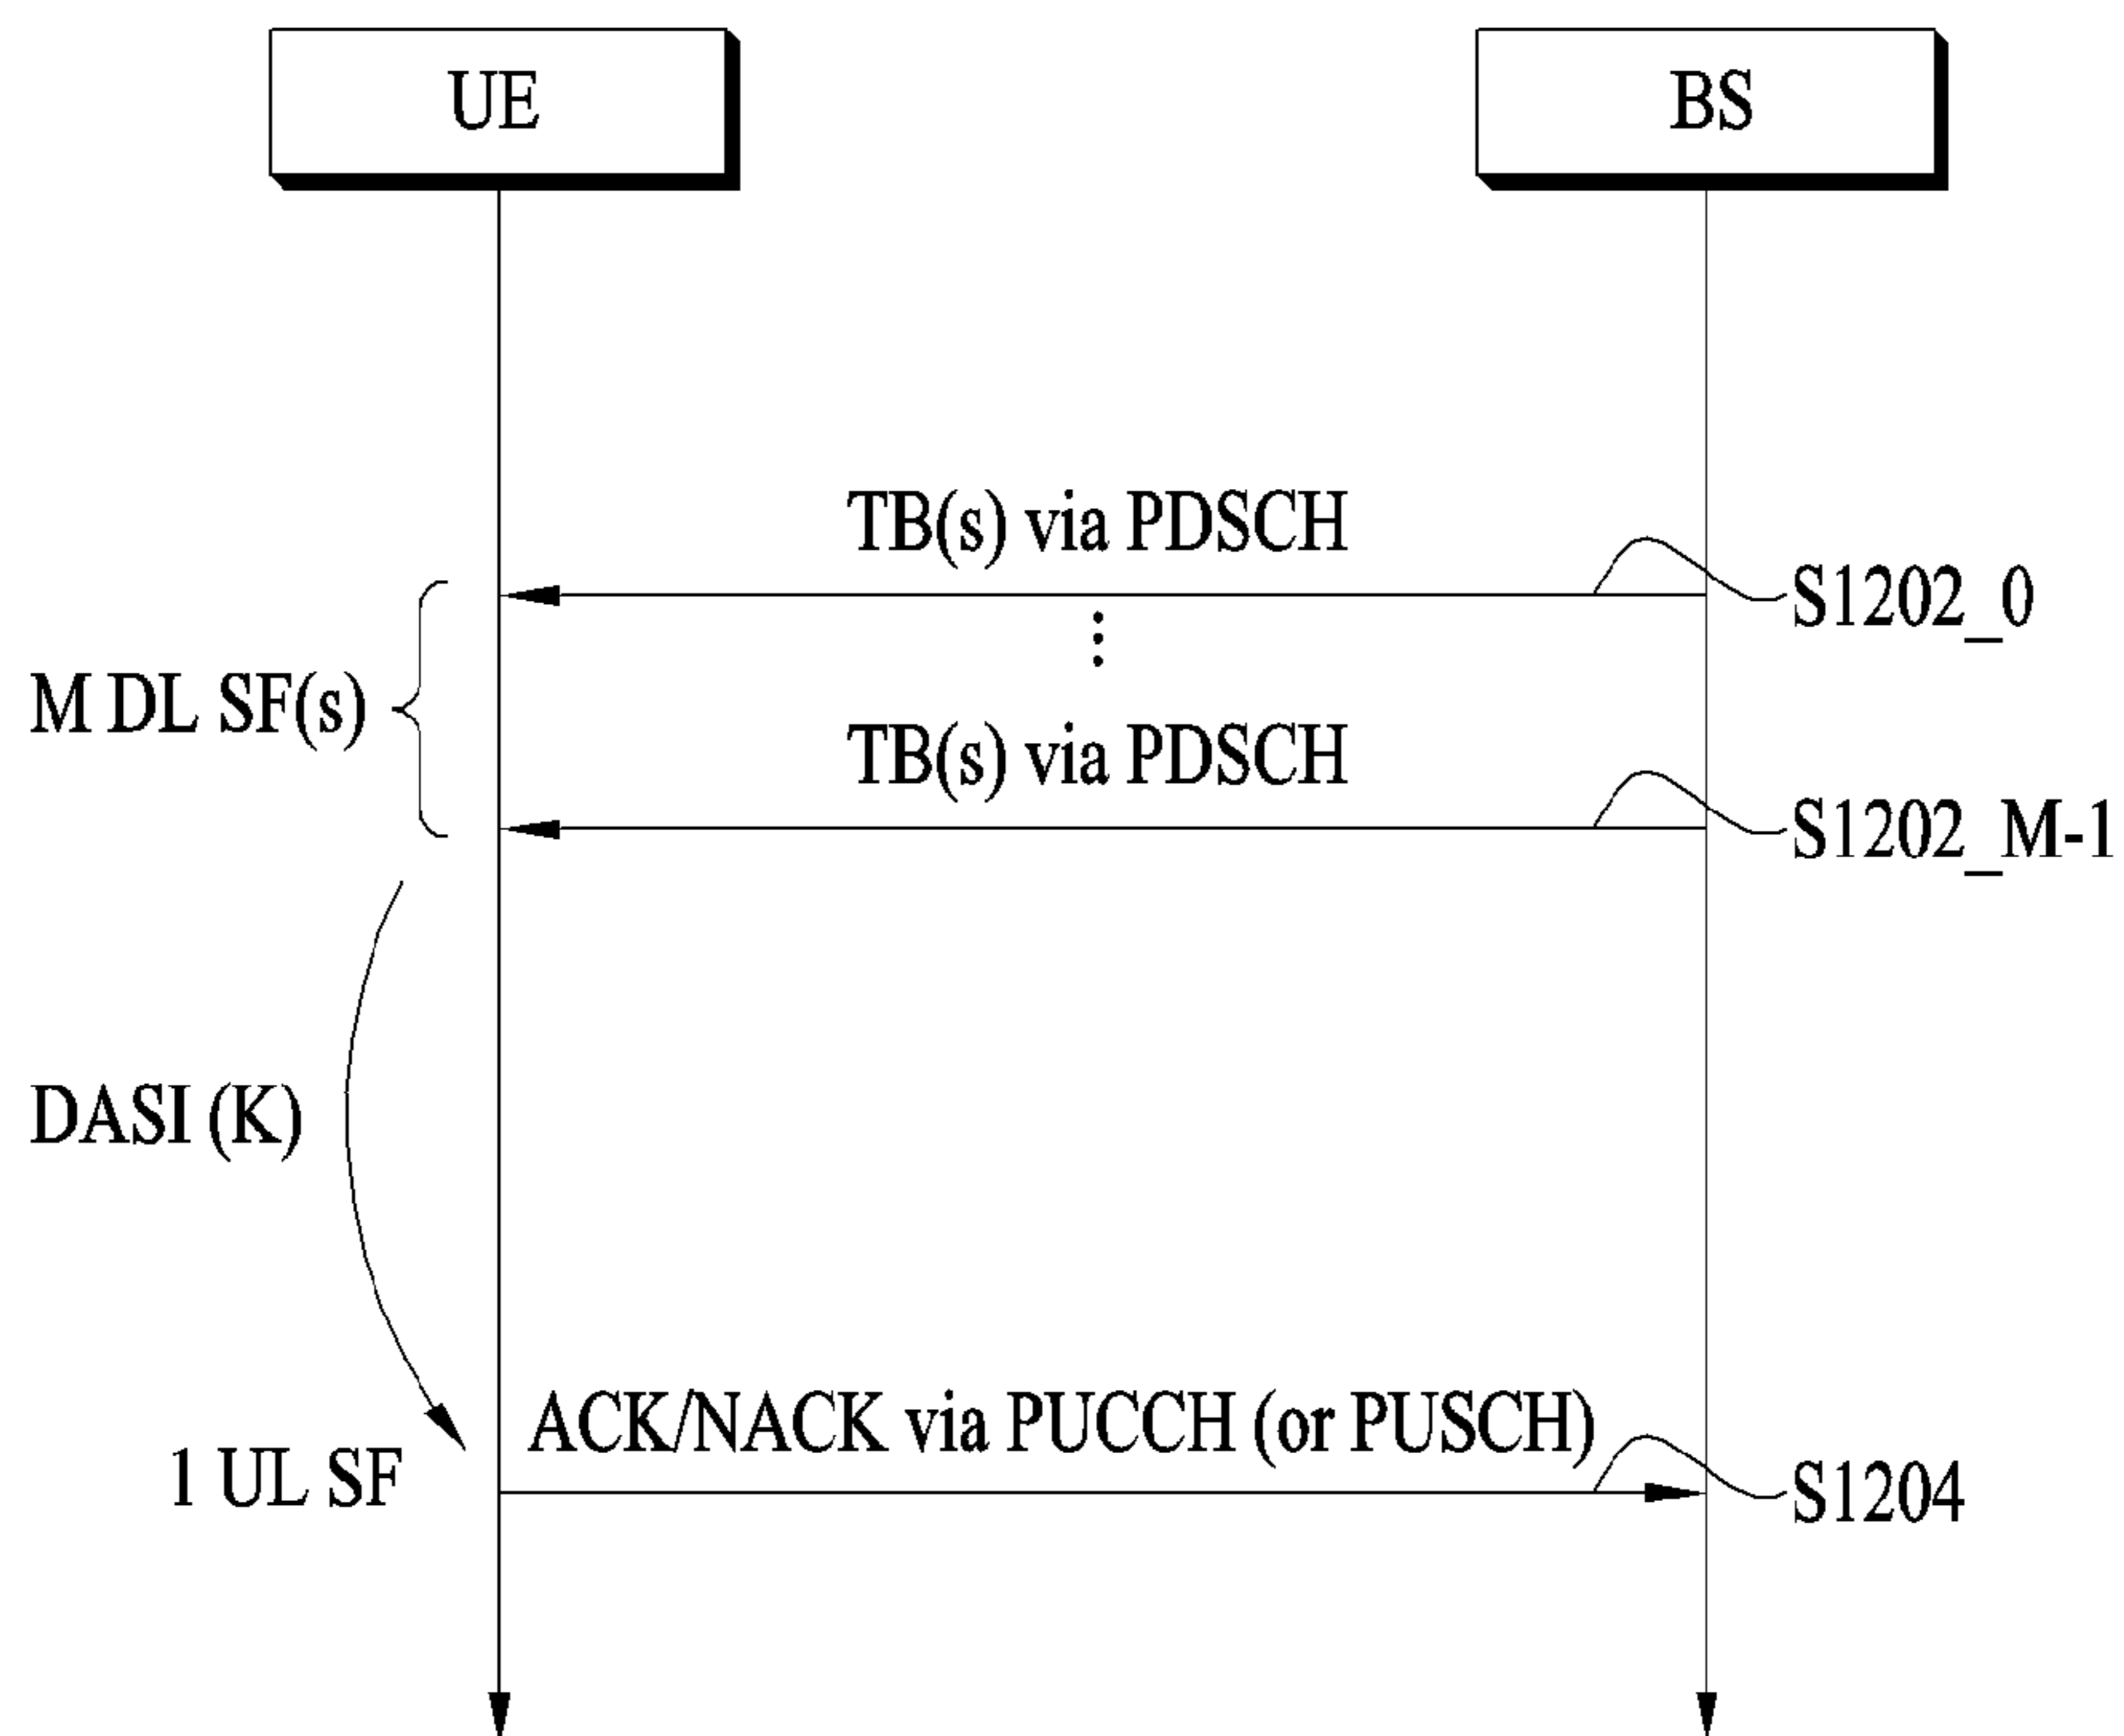 UE
BS
TB(s) via PDSCH
S1202_0
M DL SF(s)
TB(s) via PDSCH
S1202_M-1
DASI (K)
ACK/NACK via PUCCH (or PUSCH)
1 UL SF
S1204